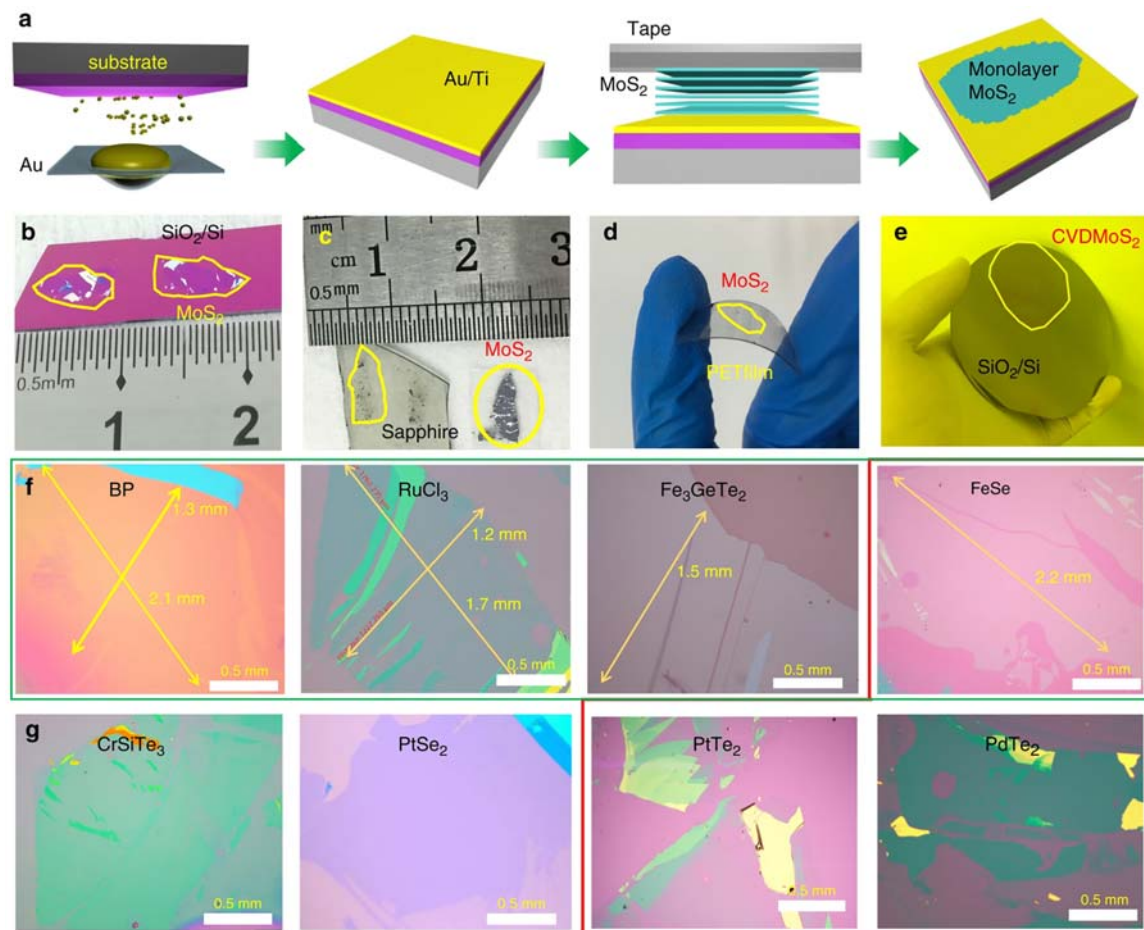 a
substrate
Au
Au/Ti
Tape
MoS₂
Monolayer
MoS₂
b
SiO₂/Si
MoS₂
0.5mm
1
2
c
mm
cm
1
2
3
0.5mm
MoS₂
Sapphire
d
MoS₂
PETfilm
e
CVDMoS₂
SiO₂/Si
f
BP
1.3 mm
2.1 mm
0.5 mm
RuCl₃
1.2 mm
1.7 mm
0.5 mm
Fe₃GeTe₂
1.5 mm
0.5 mm
FeSe
2.2 mm
0.5 mm
g
CrSiTe₃
0.5 mm
PtSe₂
0.5 mm
PtTe₂
0.5 mm
PdTe₂
0.5 mm